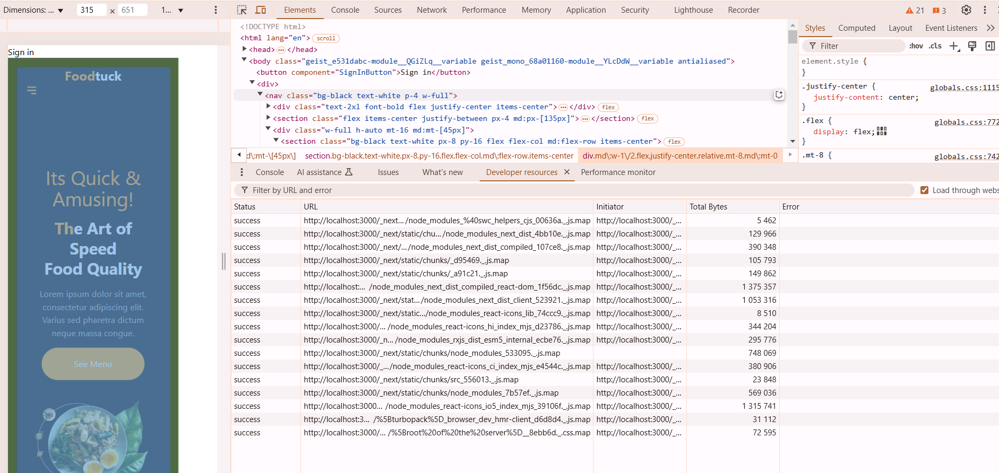 Dimensions: ... ▼ 315 × 651 1... ▼
Elements Console Sources Network Performance Memory Application Security Lighthouse Recorder 21 3
Sign in
Foodtuck
Its Quick &
Amusing!
The Art of
Speed
Food Quality
Lorem ipsum dolor sit amet,
consectetur adipiscing elit.
Varius sed pharetra dictum
neque massa congue.
See Menu
<!DOCTYPE html>
<html lang="en"> scroll
<head> ... </head>
<body class="geist_e531dabc-module__QGiZLq__variable geist_mono_68a01160-module__YLcDdW__variable antialiased">
<button component="SignInButton">Sign in</button>
<div>
<nav class="bg-black text-white p-4 w-full">
<div class="text-2xl font-bold flex justify-center items-center"> ... </div> flex
<section class="flex items-center justify-between px-4 md:px-[135px]"> ... </section> flex
<div class="w-full h-auto mt-16 md:mt-[45px]">
<section class="bg-black text-white px-8 py-16 flex flex-col md:flex-row items-center"> flex
d\:mt-\[45px\] section.bg-black.text-white.px-8.py-16.flex.flex-col.md\:flex-row.items-center div.md\:w-1\/2.flex.justify-center.relative.mt-8.md\:mt-0
Styles Computed Layout Event Listeners
Filter :hov .cls
element.style {
}
.justify-center { globals.css:1115
justify-content: center;
}
.flex { globals.css:772
display: flex;
}
.mt-8 { globals.css:742
Console AI assistance Issues What's new Developer resources Performance monitor
Filter by URL and error Load through webs
Status URL Initiator Total Bytes Error
success http://localhost:3000/_next... /node_modules_%40swc_helpers_cjs_00636a._.js.map http://localhost:3000/_... 5 462
success http://localhost:3000/_next/static/chu... /node_modules_next_dist_4bb10e._.js.map http://localhost:3000/_... 129 966
success http://localhost:3000/_next/... /node_modules_next_dist_compiled_107ce8._.js.map http://localhost:3000/_... 390 348
success http://localhost:3000/_next/static/chunks/_d95469._.js.map http://localhost:3000/_... 105 793
success http://localhost:3000/_next/static/chunks/_a91c21._.js.map http://localhost:3000/_... 149 862
success http://localhost:... /node_modules_next_dist_compiled_react-dom_1f56dc._.js.map http://localhost:3000/_... 1 375 357
success http://localhost:3000/_next/stat... /node_modules_next_dist_client_523921._.js.map http://localhost:3000/_... 1 053 316
success http://localhost:3000/_next/static... /node_modules_react-icons_lib_74ccc9._.js.map http://localhost:3000/_... 8 510
success http://localhost:3000/... /node_modules_react-icons_hi_index_mjs_d23786._.js.map http://localhost:3000/_... 344 204
success http://localhost:3000/_n... /node_modules_rxjs_dist_esm5_internal_ecbe76._.js.map http://localhost:3000/_... 295 776
success http://localhost:3000/_next/static/chunks/node_modules_533095._.js.map 748 069
success http://localhost:3000/_... /node_modules_react-icons_ci_index_mjs_e4544c._.js.map http://localhost:3000/_... 380 906
success http://localhost:3000/_next/static/chunks/src_556013._.js.map http://localhost:3000/_... 23 848
success http://localhost:3000/_next/static/chunks/node_modules_7b57ef._.js.map http://localhost:3000/_... 569 036
success http://localhost:3000... /node_modules_react-icons_io5_index_mjs_39106f._.js.map http://localhost:3000/_... 1 315 741
success http://localhost:3... /%5Bturbopack%5D_browser_dev_hmr-client_d6d8d4._.js.map http://localhost:3000/_... 31 112
success http://localhost:3000/... /%5Broot%20of%20the%20server%5D__8ebb6d._.css.map http://localhost:3000/_... 72 595